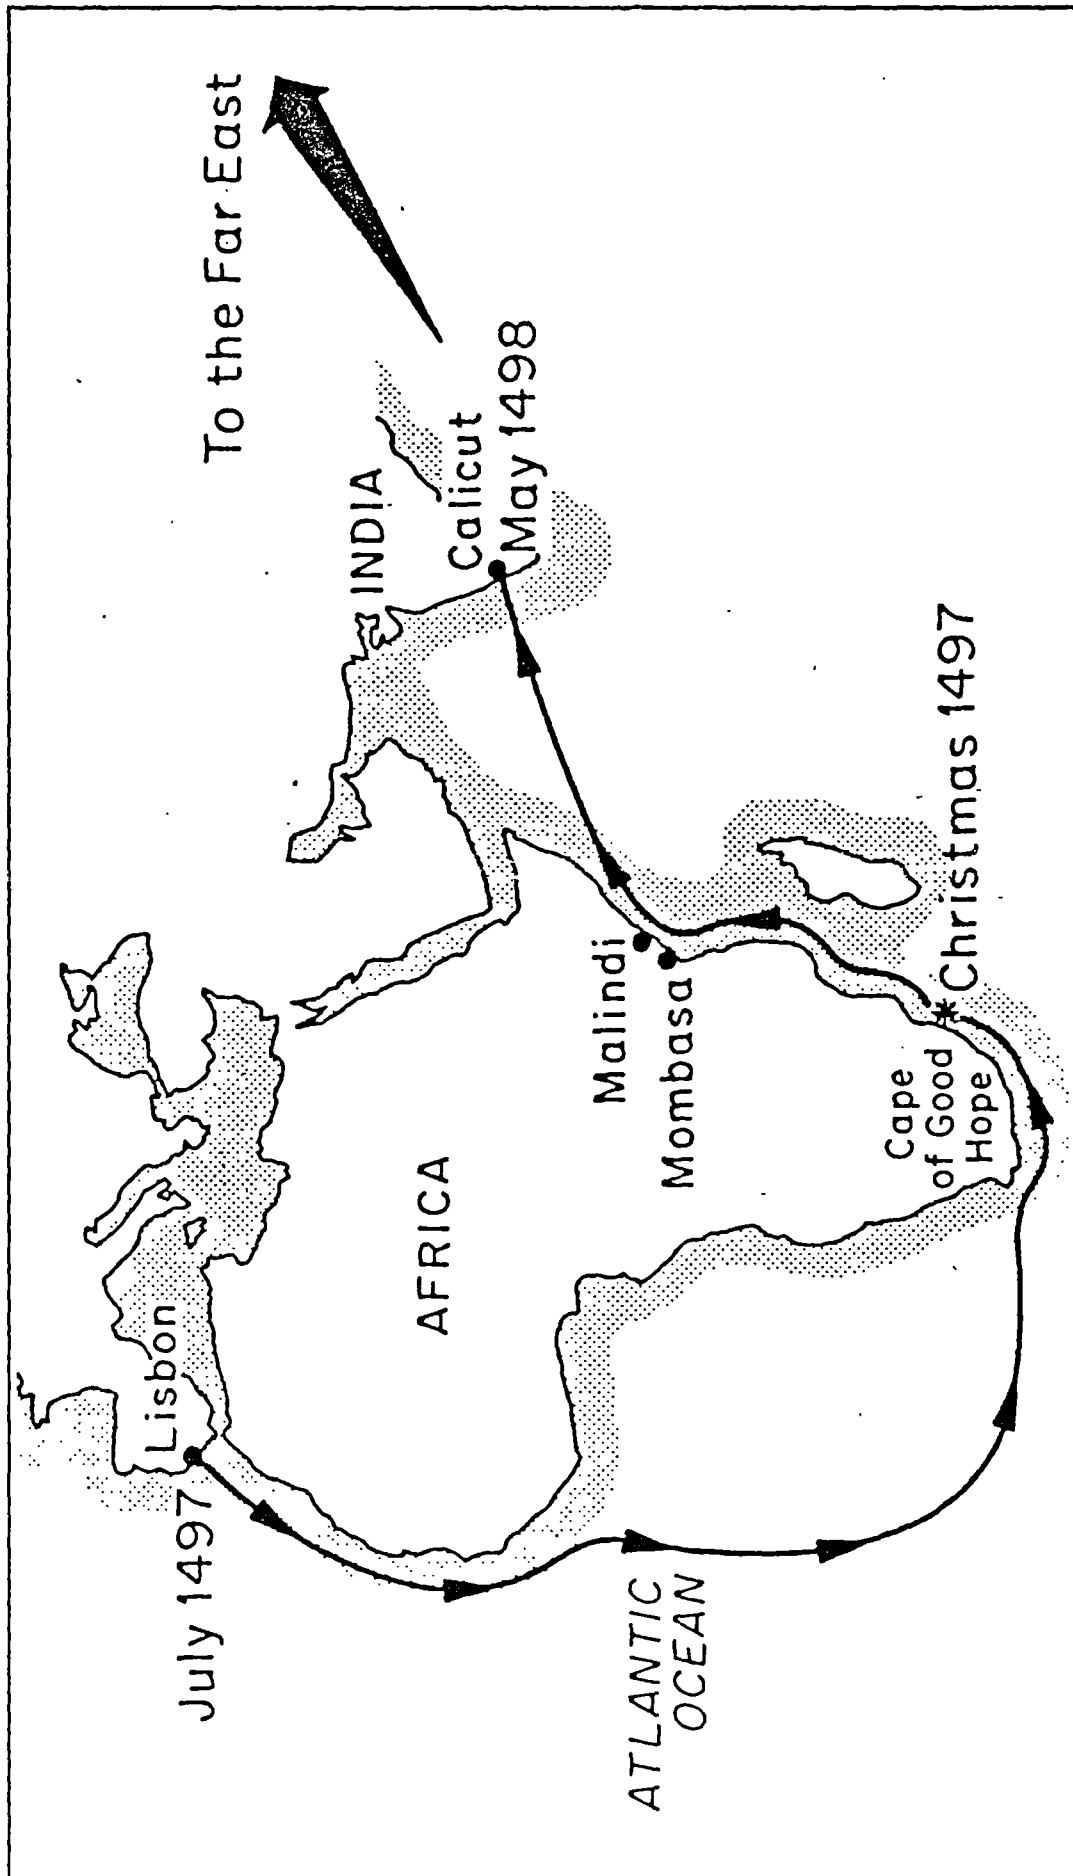 To the Far East
INDIA
Calicut
May 1498
Lisbon
July 1497
AFRICA
Malindi
Mombasa
ATLANTIC
OCEAN
Cape
of Good
Hope
Christmas 1497